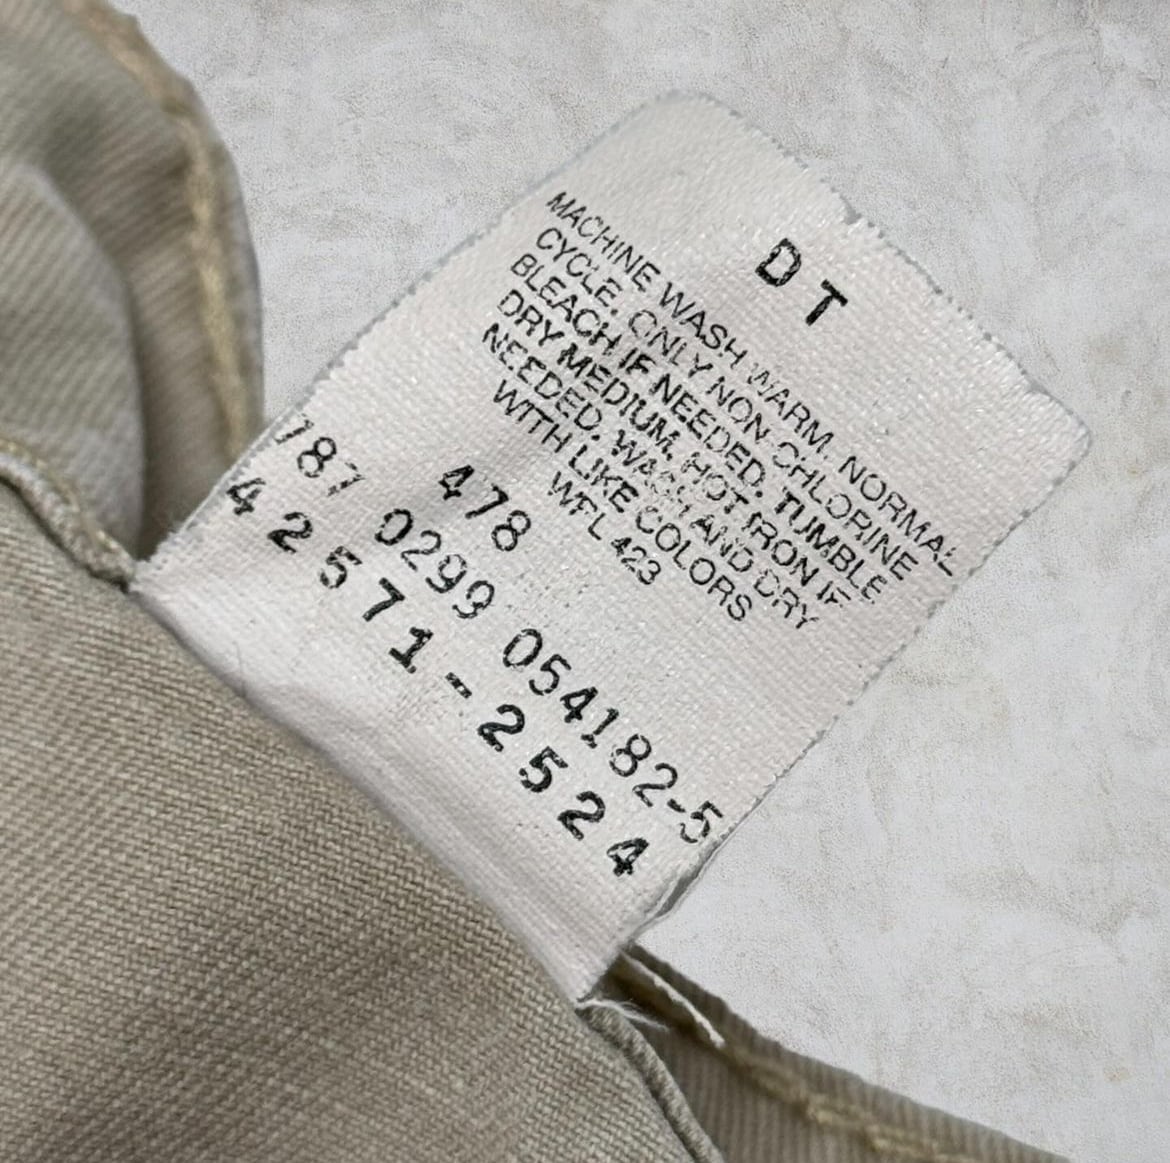 DT
MACHINE WASH WARM, NORMAL
CYCLE. ONLY NON-CHLORINE
BLEACH IF NEEDED. TUMBLE
DRY MEDIUM. HOT IRON IF
NEEDED. WASH AND DRY
WITH LIKE COLORS
WPL 423
478
787 0299 054182-5
42571-2524